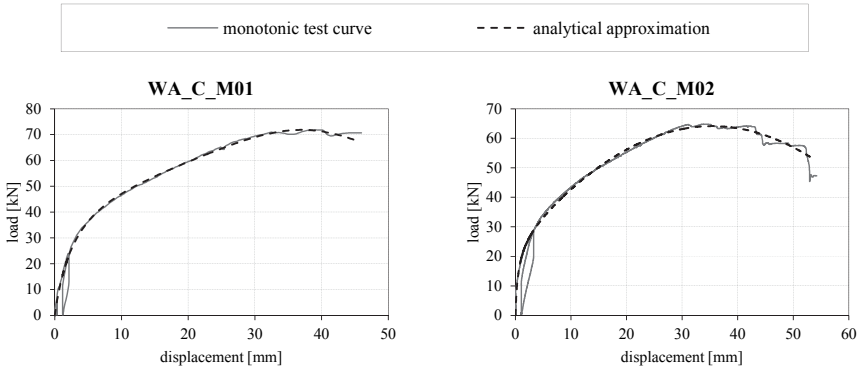 monotonic test curve
analytical approximation
WA_C_M01
80
70
60
50
40
30
20
10
0
load [kN]
0 10 20 30 40 50
displacement [mm]
WA_C_M02
70
60
50
40
30
20
10
0
load [kN]
0 10 20 30 40 50 60
displacement [mm]